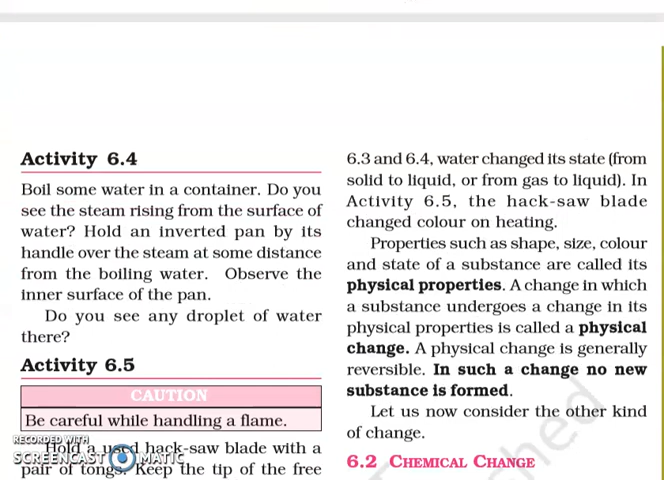 Activity 6.4
Boil some water in a container. Do you
see the steam rising from the surface of
water? Hold an inverted pan by its
handle over the steam at some distance
from the boiling water. Observe the
inner surface of the pan.
Do you see any droplet of water
there?
Activity 6.5
CAUTION
Be careful while handling a flame.
Hold a used hack-saw blade with a
pair of tongs. Keep the tip of the free
RECORDED WITH
SCREENCAST MATIC
6.3 and 6.4, water changed its state (from
solid to liquid, or from gas to liquid). In
Activity 6.5, the hack-saw blade
changed colour on heating.
Properties such as shape, size, colour
and state of a substance are called its
physical properties. A change in which
a substance undergoes a change in its
physical properties is called a physical
change. A physical change is generally
reversible. In such a change no new
substance is formed.
Let us now consider the other kind
of change.
6.2 CHEMICAL CHANGE